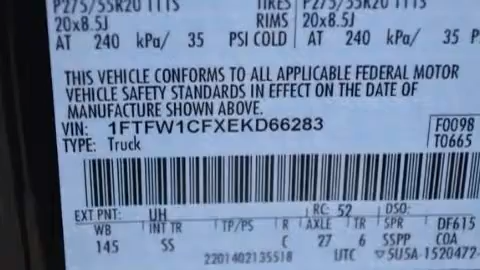 P275/55R20 111S TIRES P275/55R20 111S
20x8.5J RIMS 20x8.5J
AT 240 kPa/ 35 PSI COLD AT 240 kPa/ 35 P
THIS VEHICLE CONFORMS TO ALL APPLICABLE FEDERAL MOTOR
VEHICLE SAFETY STANDARDS IN EFFECT ON THE DATE OF
MANUFACTURE SHOWN ABOVE.
VIN: 1FTFW1CFXEKD66283 F0098
TYPE: Truck T0665
EXT PNT: UH RC: 52 DSO:
WB INT TR TP/PS R AXLE TR SPR DF615
145 SS C 27 6 SSPP COA
2201402135518 UTC 5U5A-1520472-